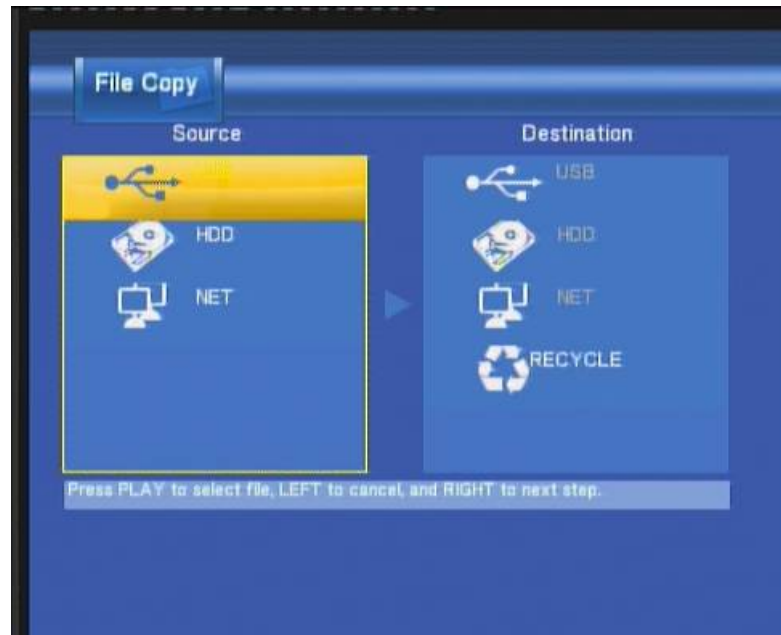 File Copy
Source
Destination
HDD
NET
USB
HDD
NET
RECYCLE
Press PLAY to select file, LEFT to cancel, and RIGHT to next step.